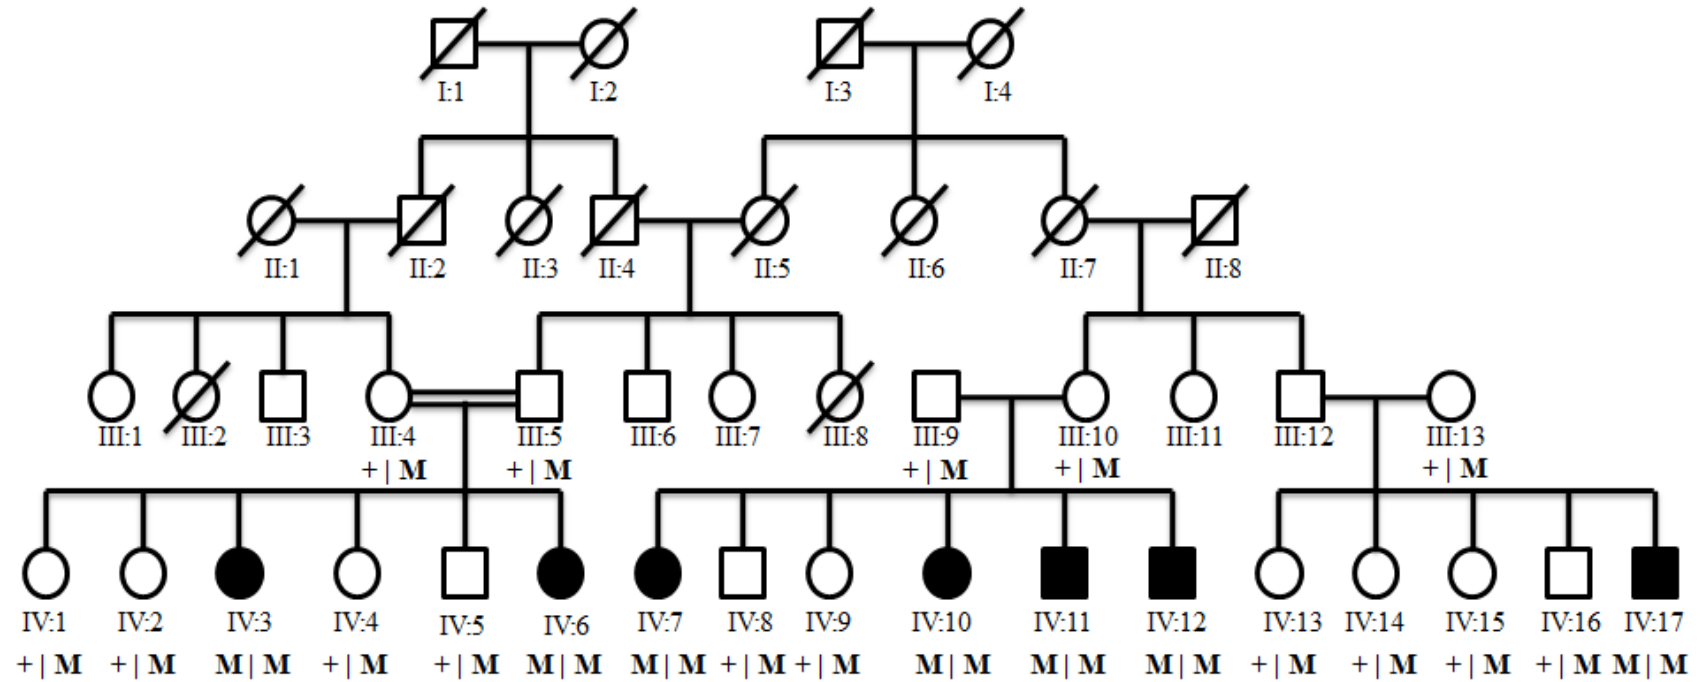 I:1 I:2 I:3 I:4
II:1 II:2 II:3 II:4 II:5 II:6 II:7 II:8
III:1 III:2 III:3 III:4 III:5 III:6 III:7 III:8 III:9 III:10 III:11 III:12 III:13
+ | M + | M + | M + | M + | M
IV:1 IV:2 IV:3 IV:4 IV:5 IV:6 IV:7 IV:8 IV:9 IV:10 IV:11 IV:12 IV:13 IV:14 IV:15 IV:16 IV:17
+ | M + | M M | M + | M + | M M | M M | M + | M + | M M | M M | M M | M + | M + | M + | M + | M M | M